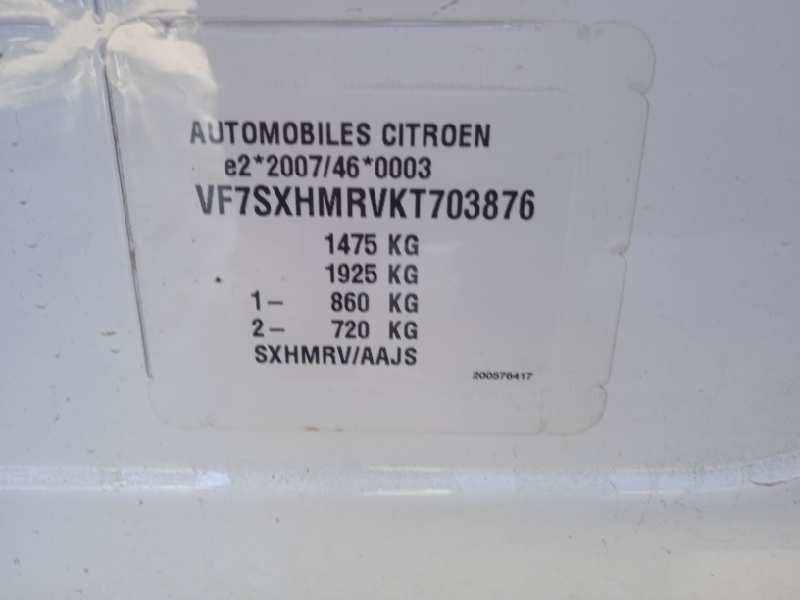 AUTOMOBILES CITROEN
e2*2007/46*0003
VF7SXHMRVKT703876
1475 KG
1925 KG
1- 860 KG
2- 720 KG
SXHMRV/AAJS
200576417